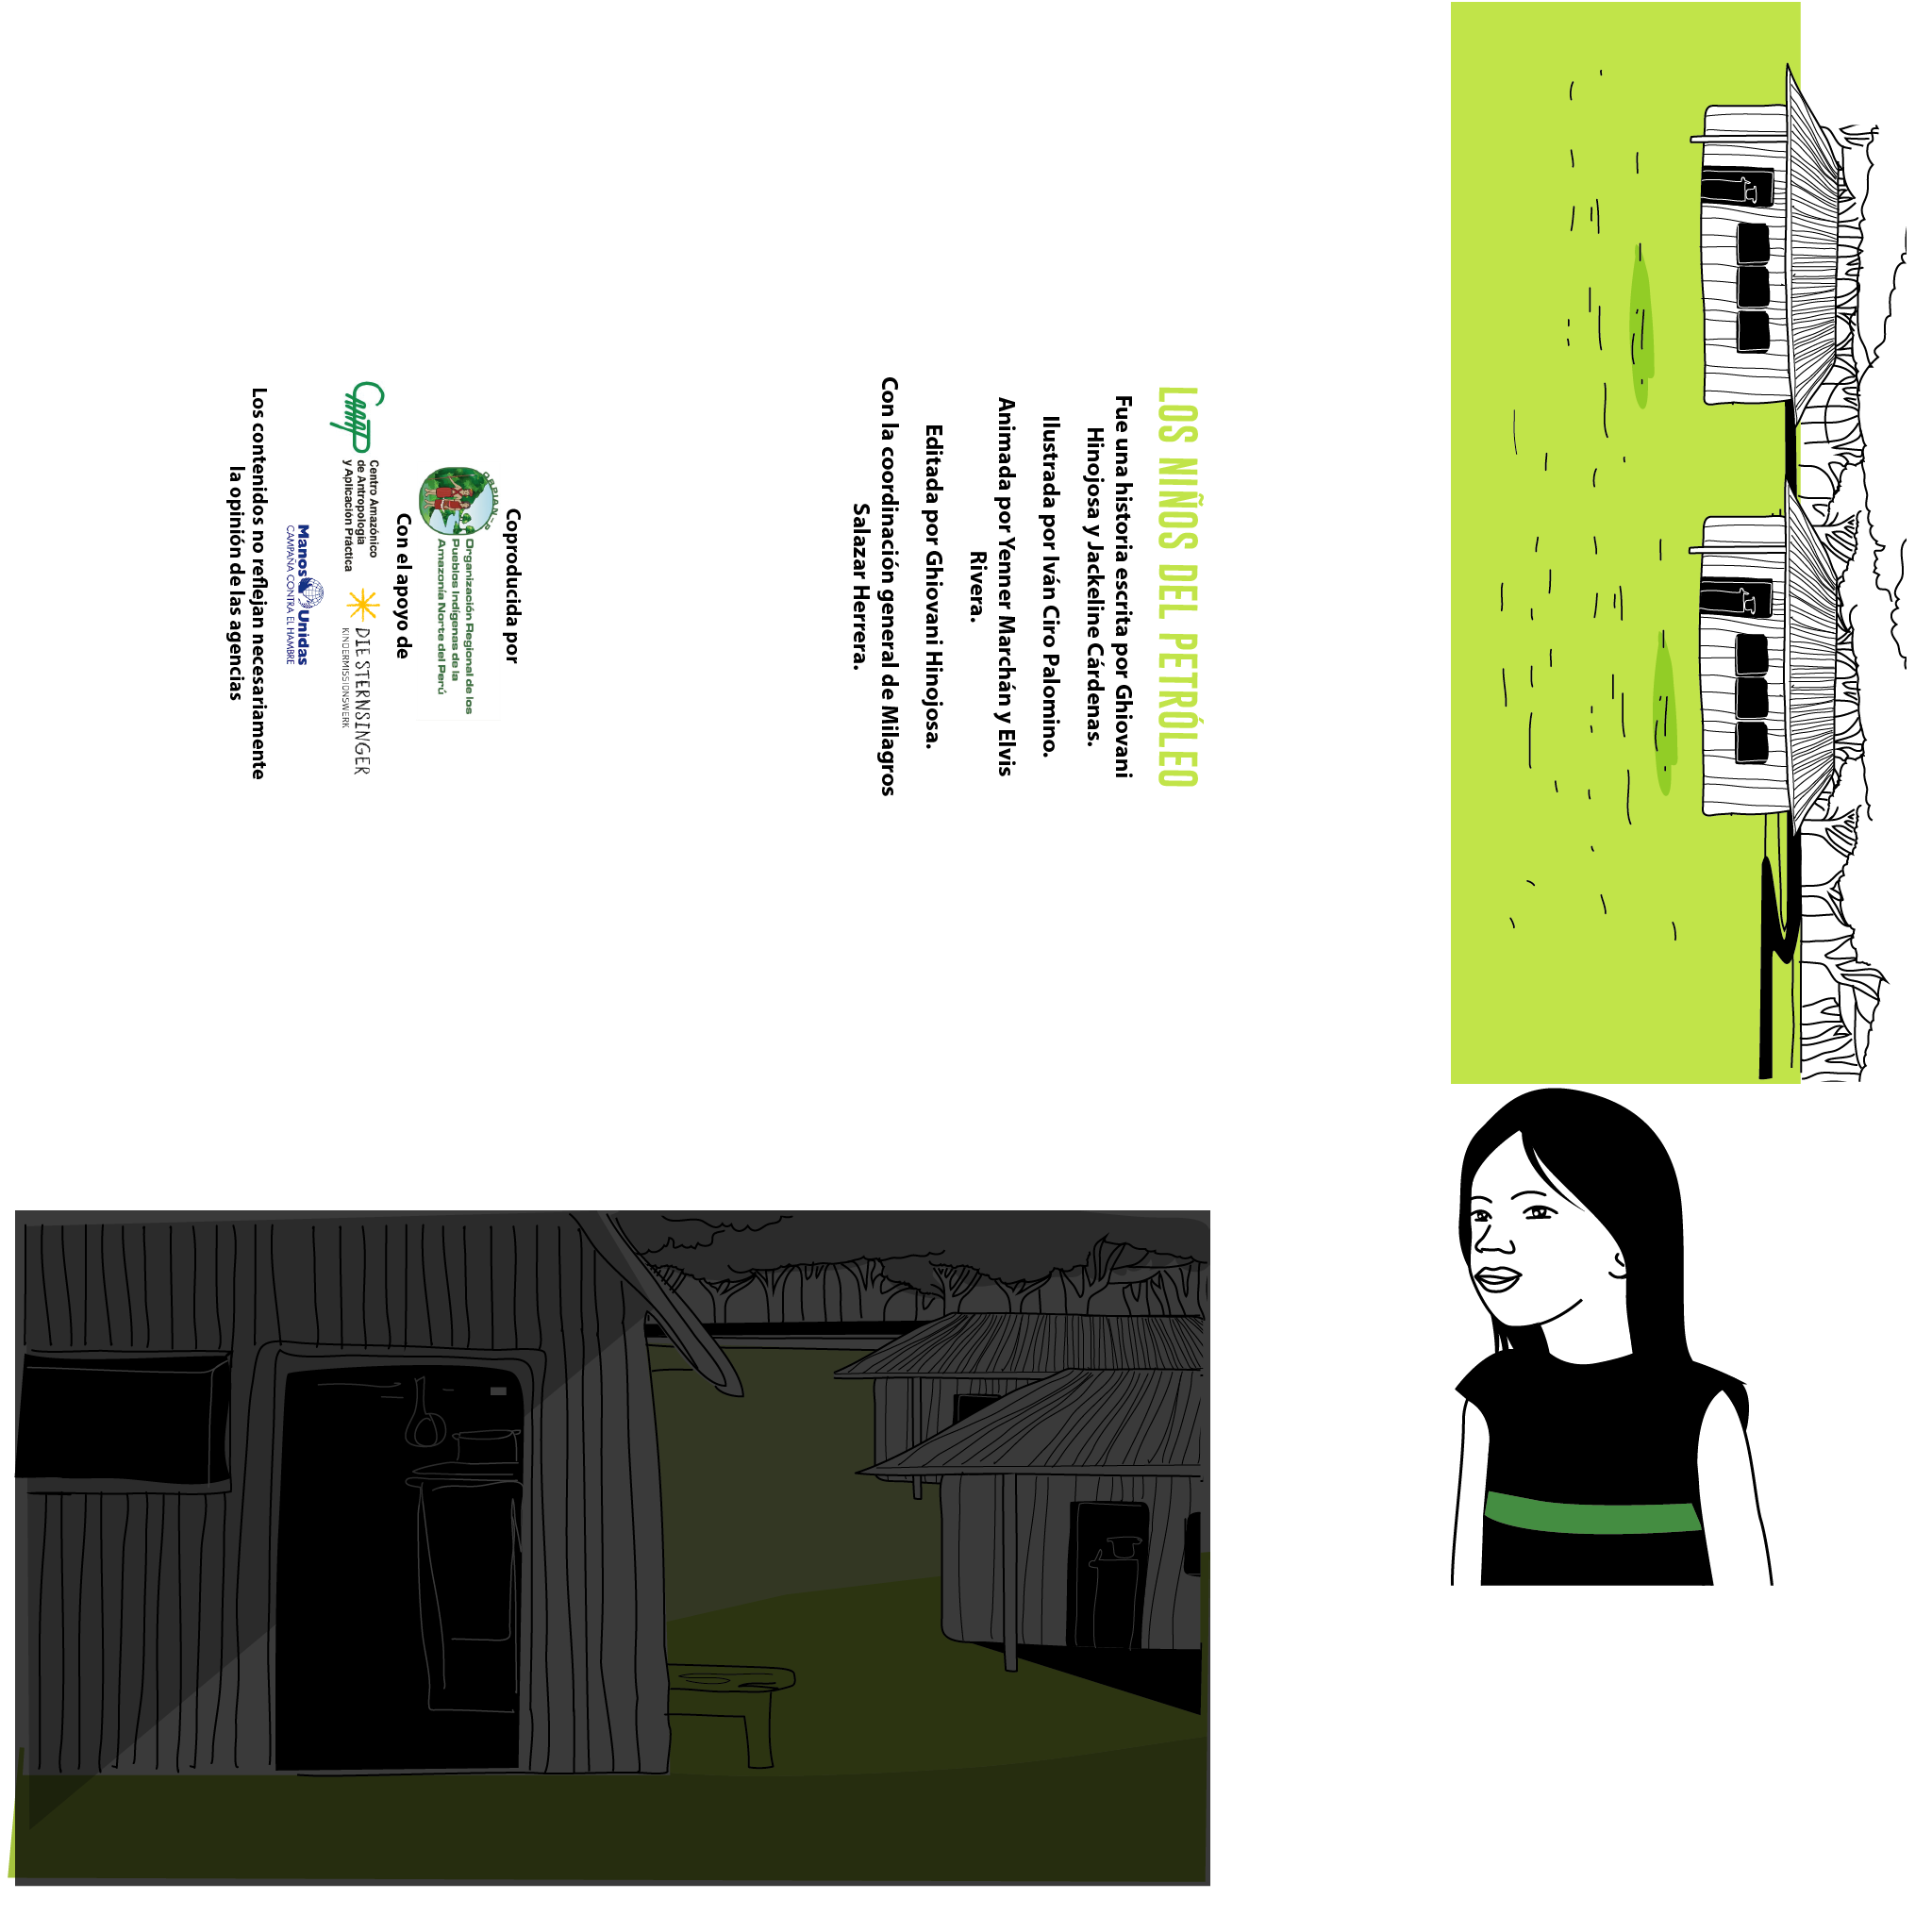 LOS NIÑOS DEL PETRÓLEO
Fue una historia escrita por Ghiovani
Hinojosa y Jackeline Cárdenas.
Ilustrada por Iván Ciro Palomino.
Animada por Yenner Marchán y Elvis
Rivera.
Editada por Ghiovani Hinojosa.
Con la coordinación general de Milagros
Salazar Herrera.
Coproducida por
ORPIAN-P
Organización Regional de los
Pueblos Indígenas de la
Amazonía Norte del Perú
Con el apoyo de
Caaap
Centro Amazónico
de Antropología
y Aplicación Práctica
DIE STERNSINGER
KINDERMISSIONSWERK
Manos Unidas
CAMPAÑA CONTRA EL HAMBRE
Los contenidos no reflejan necesariamente
la opinión de las agencias